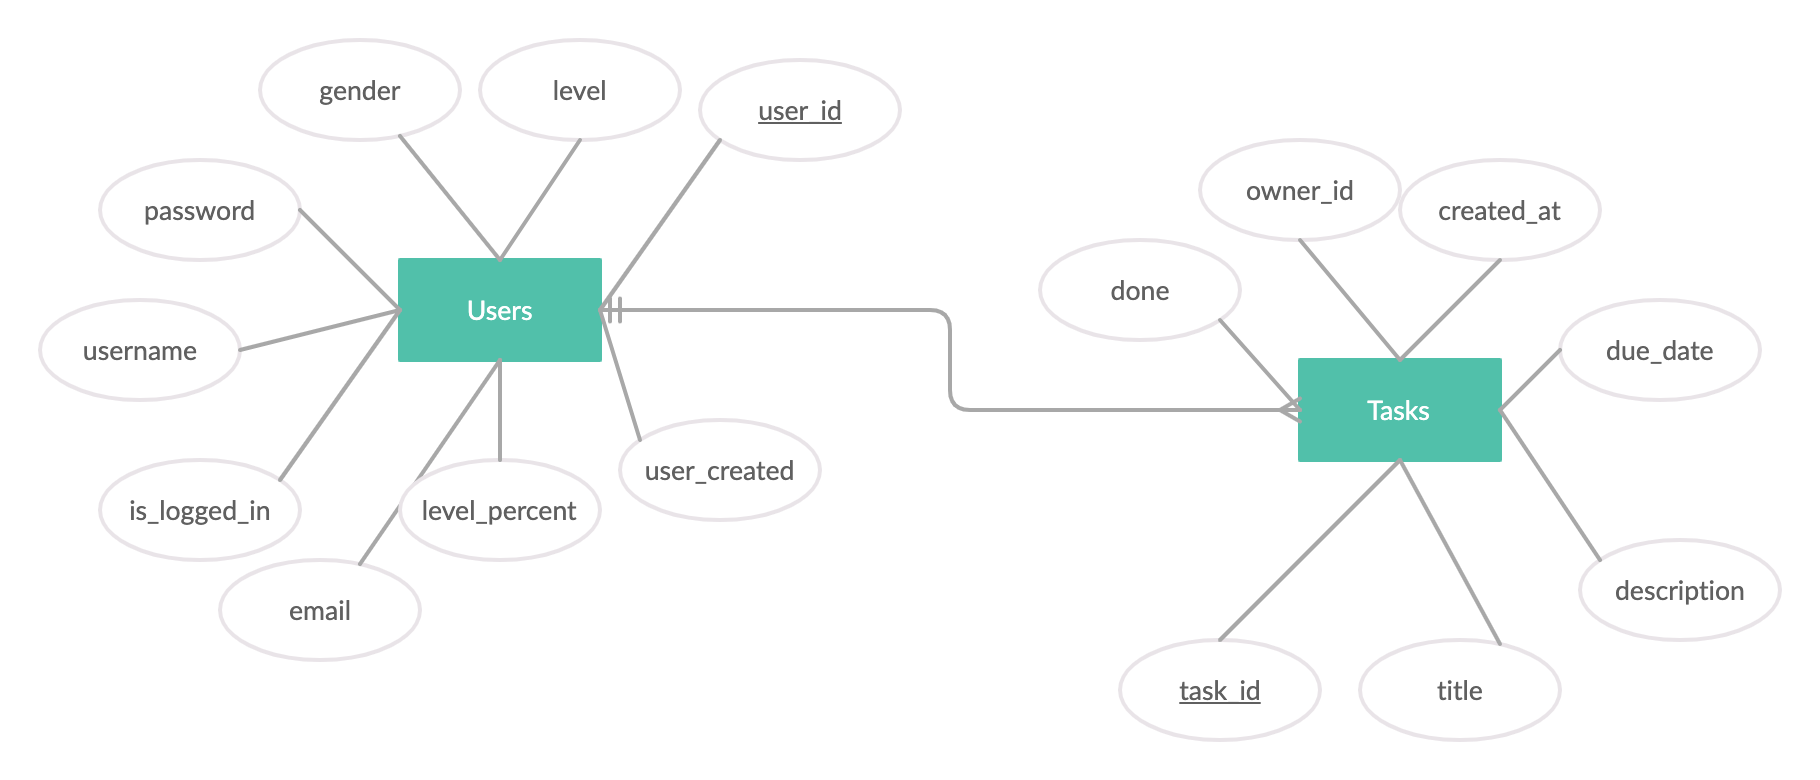 gender
level
user_id
password
Users
username
is_logged_in
level_percent
user_created
email
owner_id
created_at
done
due_date
Tasks
description
task_id
title